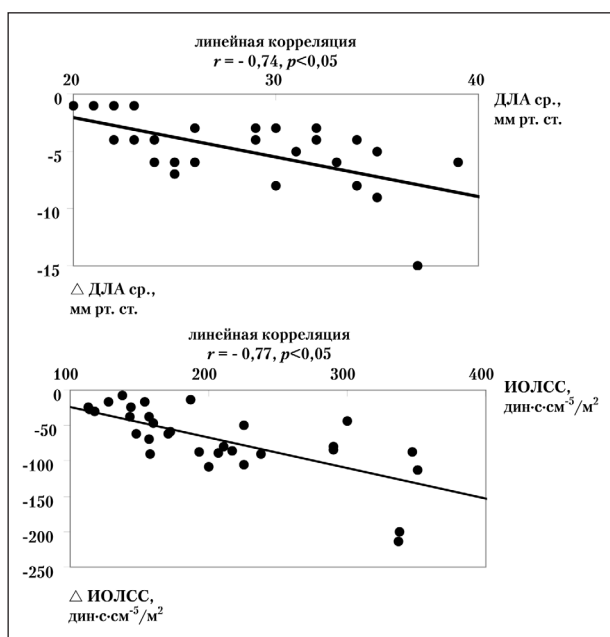 линейная корреляция
r = - 0,74, p<0,05
20 30 40
ДЛА ср.,
мм рт. ст.
0
-5
-10
-15
△ ДЛА ср.,
мм рт. ст.
линейная корреляция
r = - 0,77, p<0,05
100 200 300 400
ИОЛСС,
дин·с·см⁻⁵/м²
-50
-100
-150
-200
-250
△ ИОЛСС,
дин·с·см⁻⁵/м²